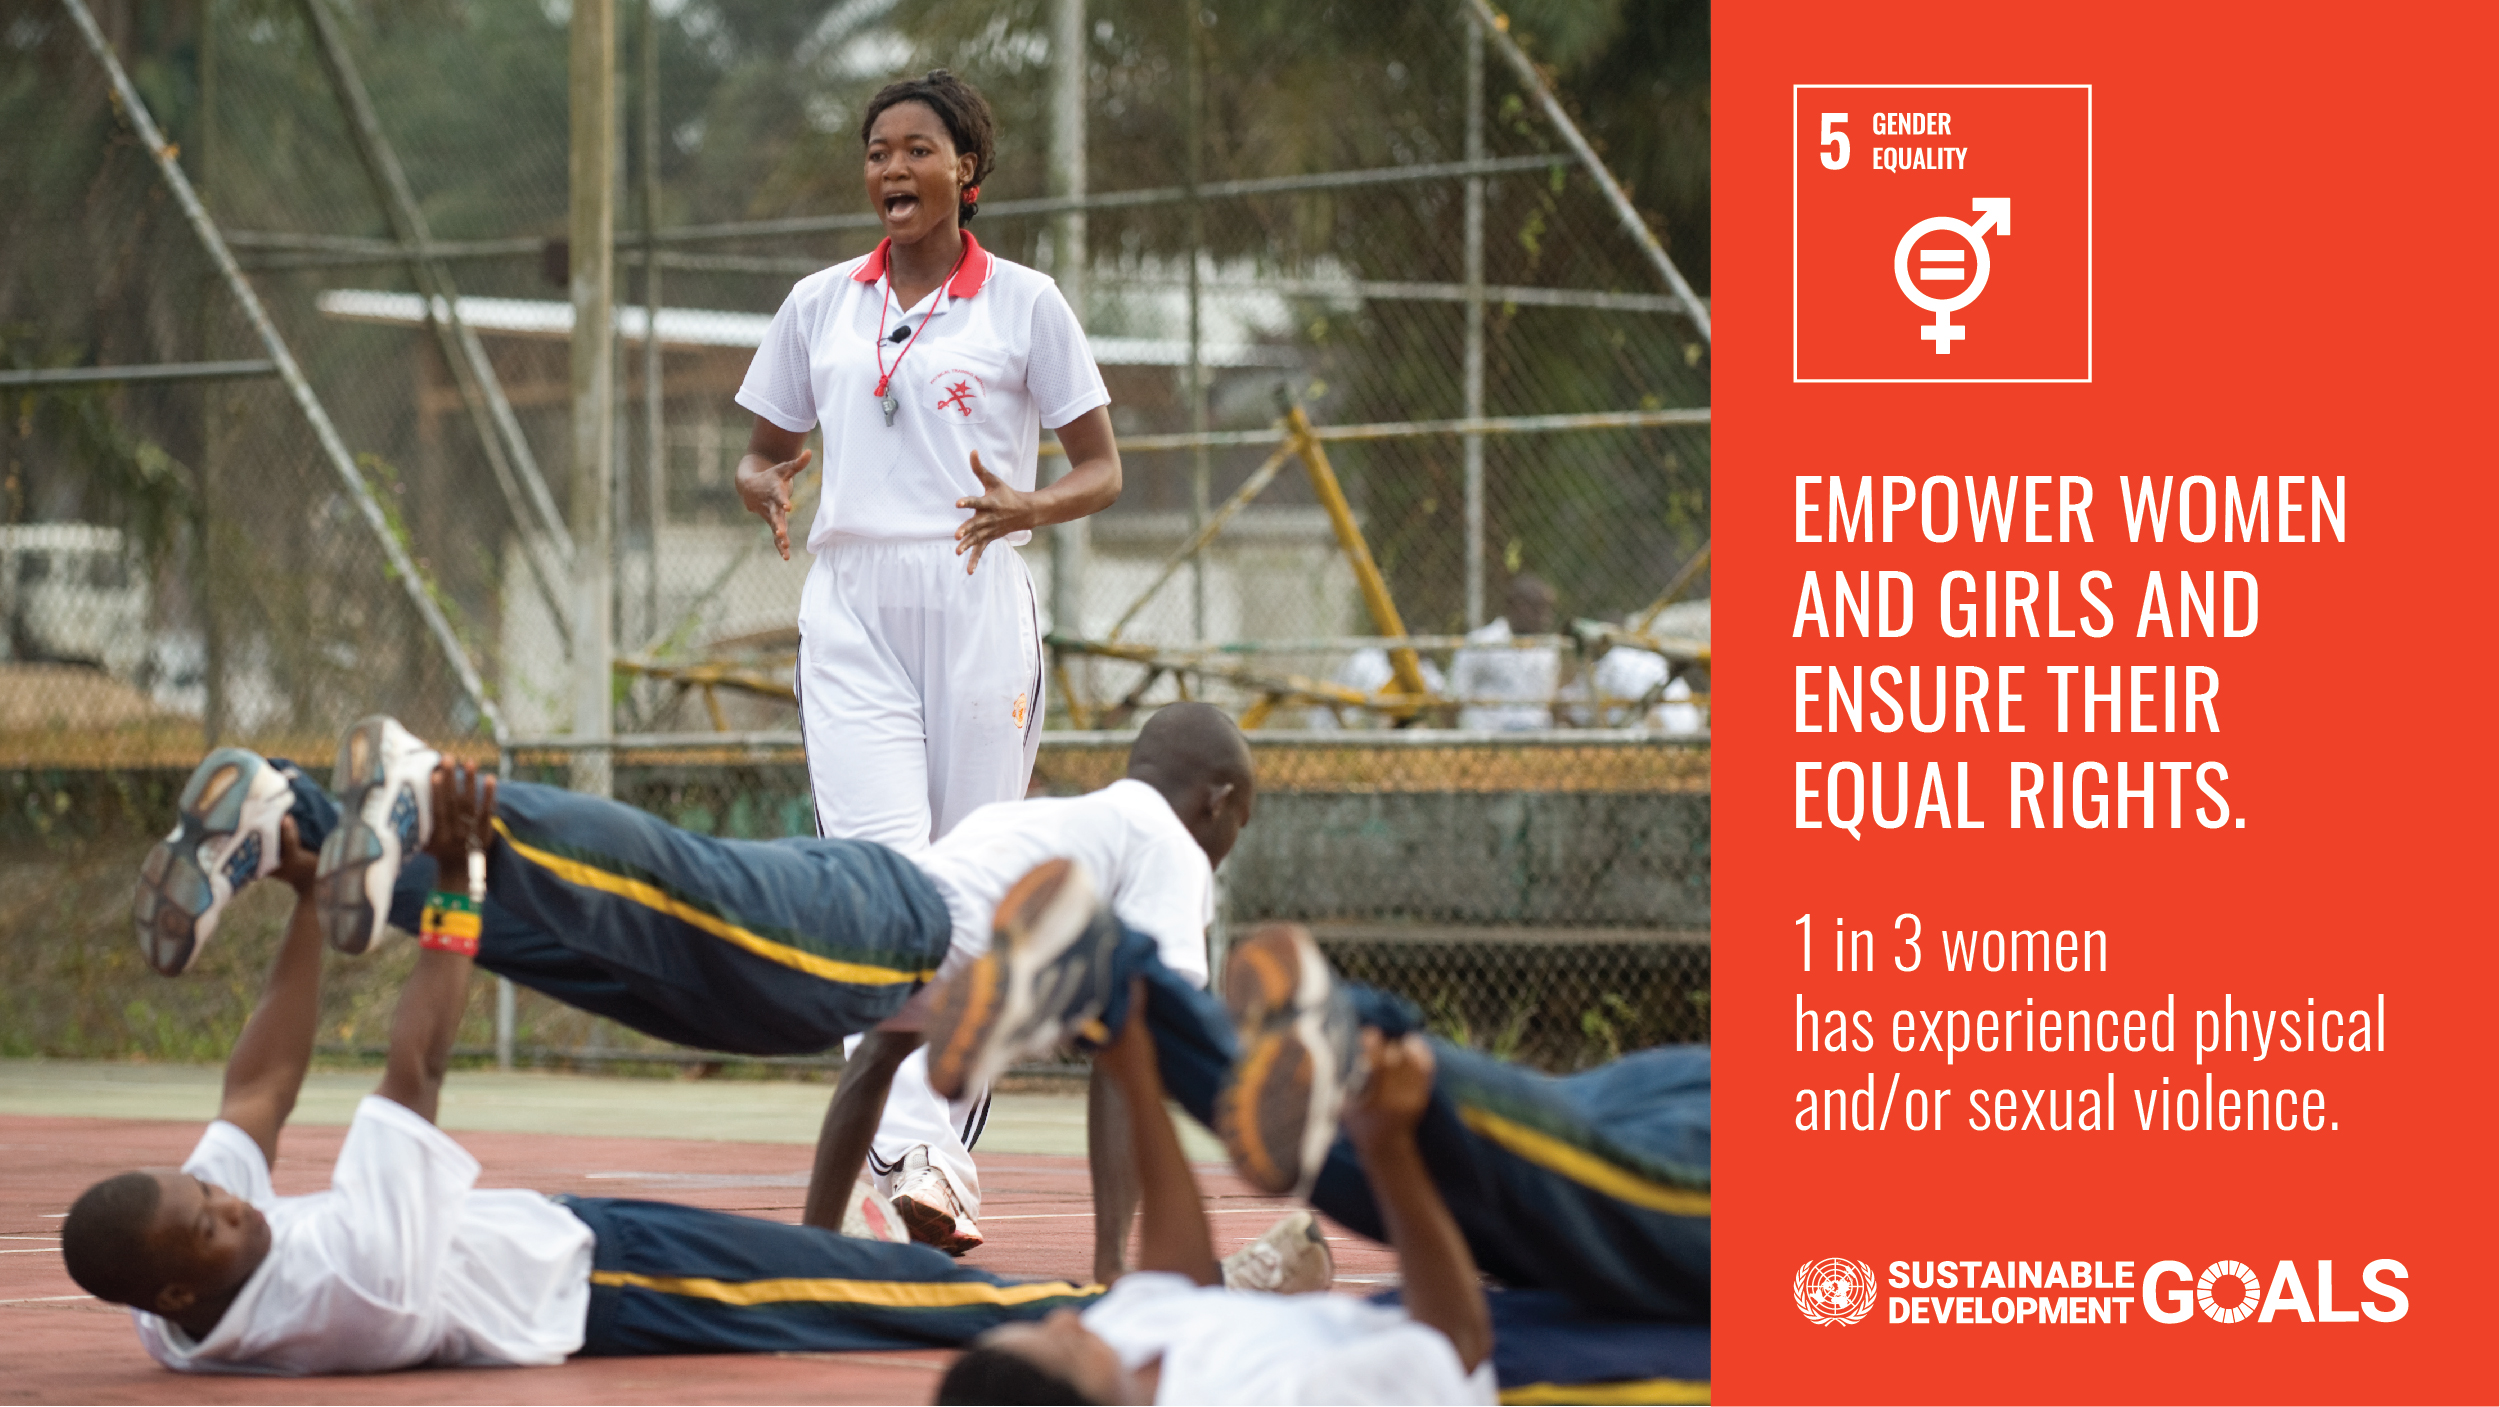 5 GENDER
EQUALITY
EMPOWER WOMEN
AND GIRLS AND
ENSURE THEIR
EQUAL RIGHTS.
1 in 3 women
has experienced physical
and/or sexual violence.
SUSTAINABLE
DEVELOPMENT GOALS